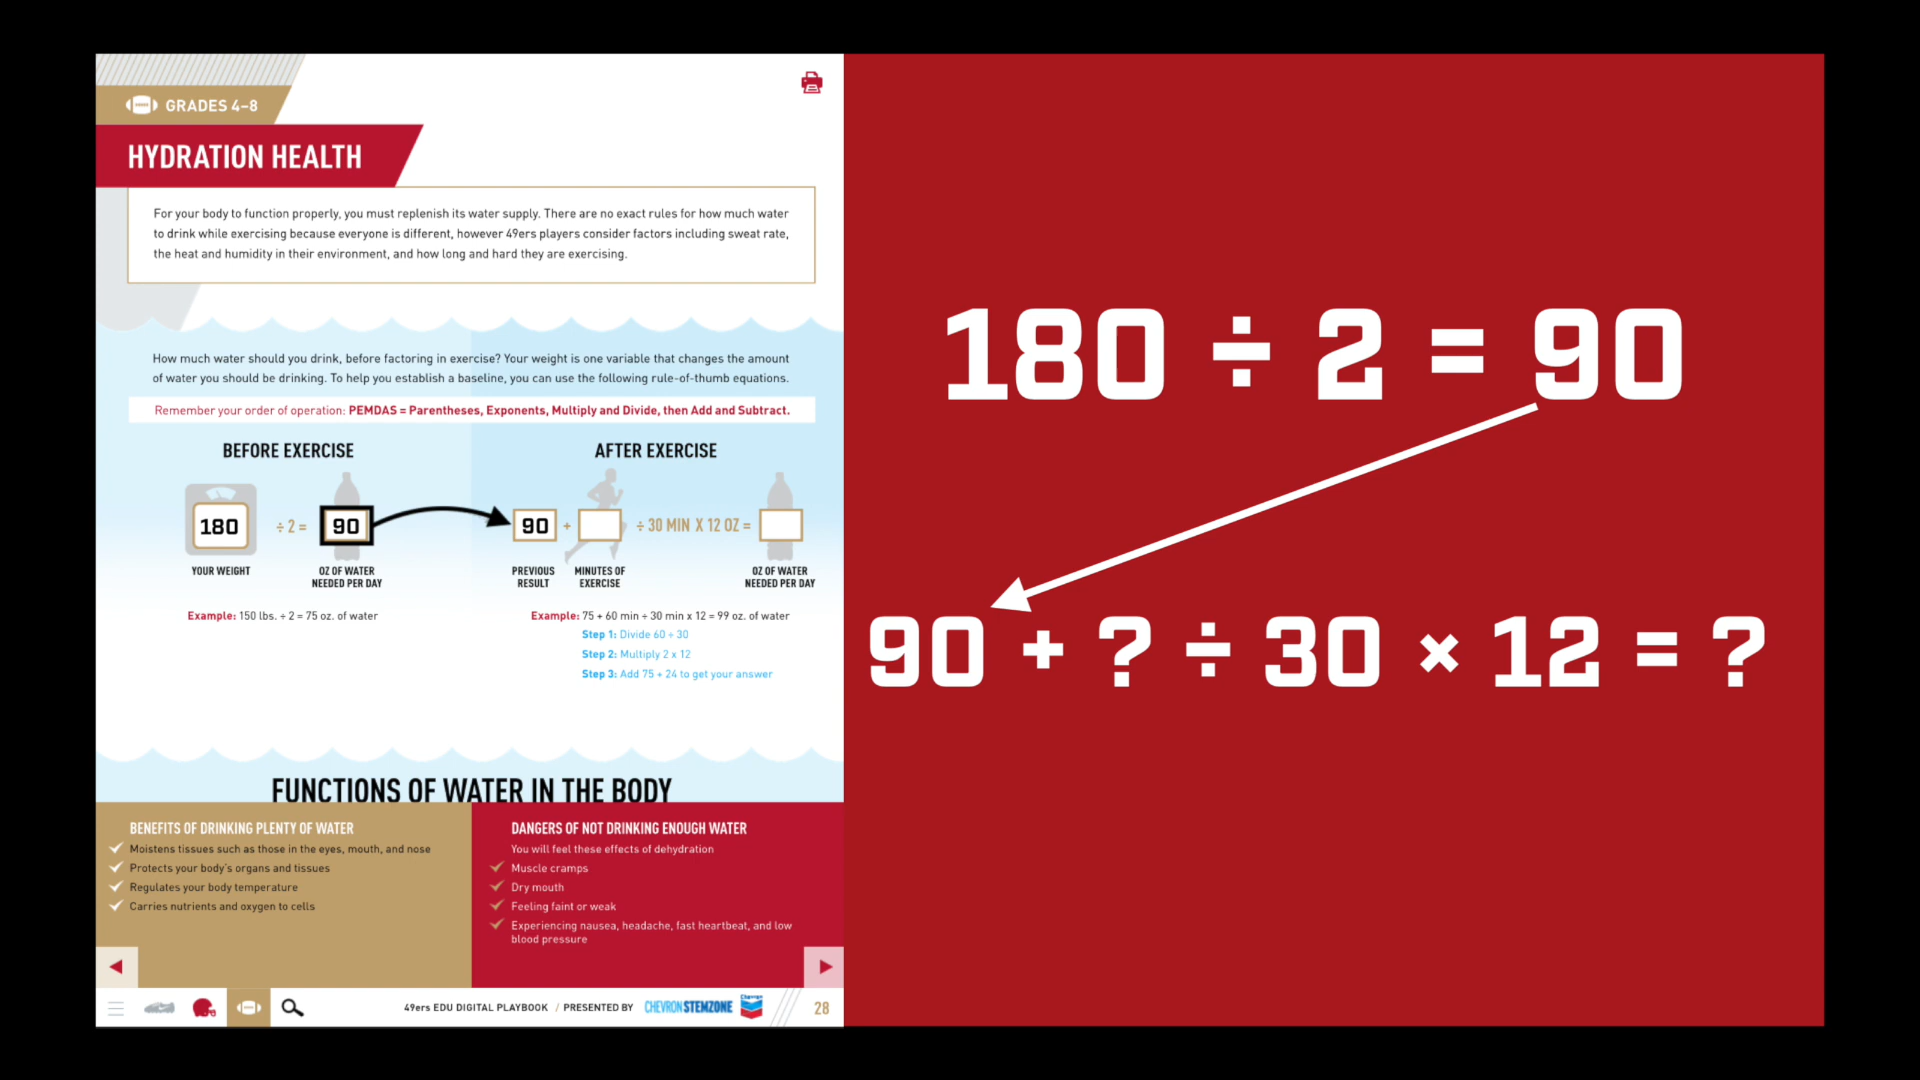 GRADES 4–8
HYDRATION HEALTH
For your body to function properly, you must replenish its water supply. There are no exact rules for how much water
to drink while exercising because everyone is different, however 49ers players consider factors including sweat rate,
the heat and humidity in their environment, and how long and hard they are exercising.
How much water should you drink, before factoring in exercise? Your weight is one variable that changes the amount
of water you should be drinking. To help you establish a baseline, you can use the following rule-of-thumb equations.
Remember your order of operation: PEMDAS = Parentheses, Exponents, Multiply and Divide, then Add and Subtract.
BEFORE EXERCISE
180 ÷ 2 = 90
YOUR WEIGHT
OZ OF WATER
NEEDED PER DAY
Example: 150 lbs. ÷ 2 = 75 oz. of water
AFTER EXERCISE
90 + ÷ 30 MIN X 12 OZ =
PREVIOUS
RESULT
MINUTES OF
EXERCISE
OZ OF WATER
NEEDED PER DAY
Example: 75 + 60 min ÷ 30 min x 12 = 99 oz. of water
Step 1: Divide 60 ÷ 30
Step 2: Multiply 2 x 12
Step 3: Add 75 + 24 to get your answer
FUNCTIONS OF WATER IN THE BODY
BENEFITS OF DRINKING PLENTY OF WATER
Moistens tissues such as those in the eyes, mouth, and nose
Protects your body's organs and tissues
Regulates your body temperature
Carries nutrients and oxygen to cells
DANGERS OF NOT DRINKING ENOUGH WATER
You will feel these effects of dehydration
Muscle cramps
Dry mouth
Feeling faint or weak
Experiencing nausea, headache, fast heartbeat, and low
blood pressure
49ers EDU DIGITAL PLAYBOOK / PRESENTED BY CHEVRON STEMZONE Chevron
28
180 ÷ 2 = 90
90 + ? ÷ 30 × 12 = ?